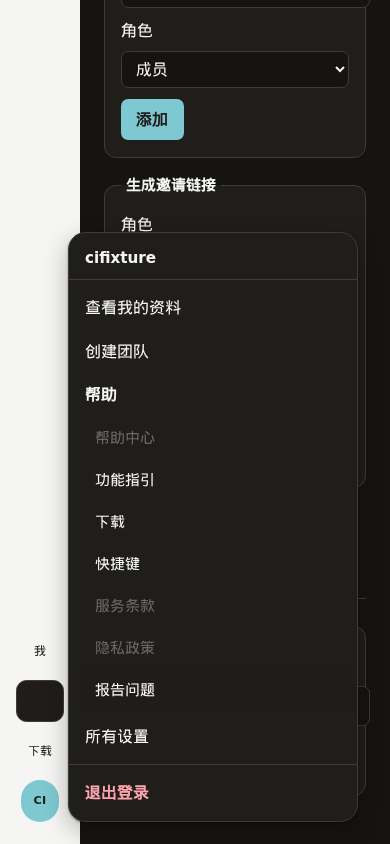 角色
成员
添加
生成邀请链接
角色
cifixture
查看我的资料
创建团队
帮助
帮助中心
功能指引
下载
快捷键
服务条款
隐私政策
报告问题
所有设置
退出登录
我
下载
CI